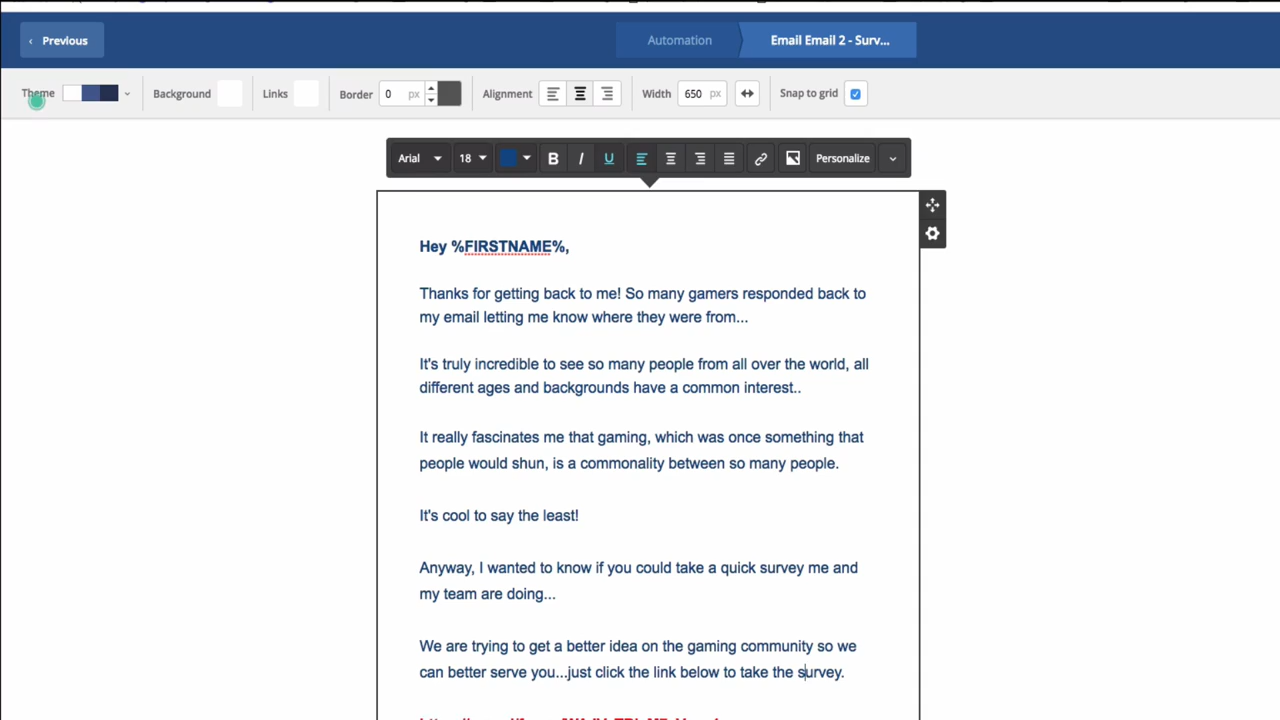 ‹ Previous
Automation
Email Email 2 - Surv...
Theme
Background
Links
Border 0 px
Alignment
Width 650 px
Snap to grid
Arial 18 B I U Personalize
Hey %FIRSTNAME%,
Thanks for getting back to me! So many gamers responded back to
my email letting me know where they were from...
It's truly incredible to see so many people from all over the world, all
different ages and backgrounds have a common interest..
It really fascinates me that gaming, which was once something that
people would shun, is a commonality between so many people.
It's cool to say the least!
Anyway, I wanted to know if you could take a quick survey me and
my team are doing...
We are trying to get a better idea on the gaming community so we
can better serve you...just click the link below to take the survey.